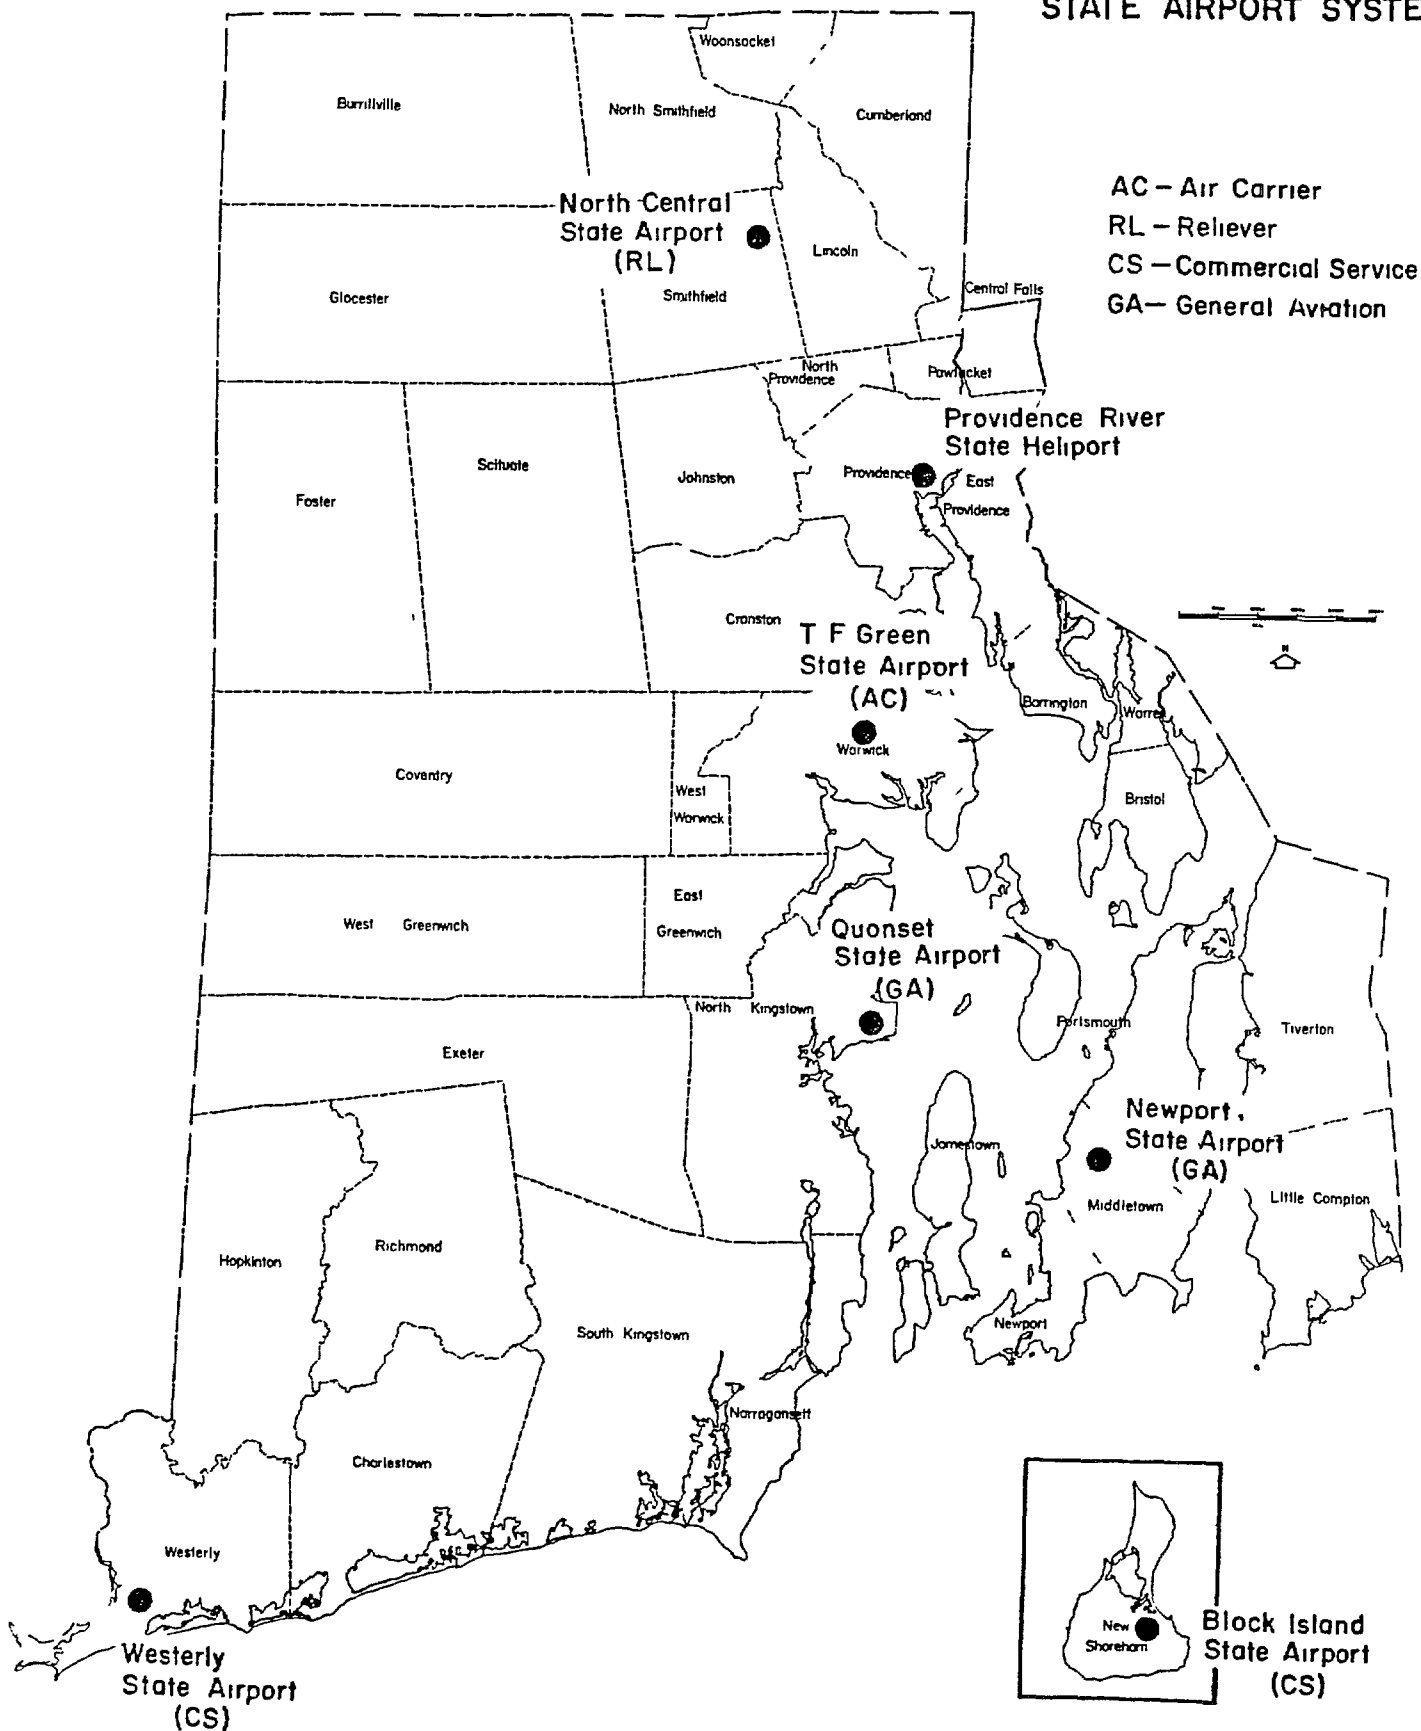 STATE AIRPORT SYSTE
Woonsocket
Burrillville
North Smithfield
Cumberland
AC – Air Carrier
RL – Reliever
CS – Commercial Service
GA – General Aviation
North Central
State Airport
(RL)
Lincoln
Glocester
Smithfield
Central Falls
North
Providence
Pawtucket
Providence River
State Heliport
Scituate
Foster
Johnston
Providence
East
Providence
Cranston
T F Green
State Airport
(AC)
N
Barrington
Warren
Warwick
Coventry
West
Warwick
Bristol
East
Greenwich
West Greenwich
Quonset
State Airport
(GA)
North Kingstown
Portsmouth
Tiverton
Exeter
Newport
State Airport
(GA)
Jamestown
Middletown
Little Compton
Hopkinton
Richmond
South Kingstown
Newport
Narragansett
Charlestown
Westerly
Westerly
State Airport
(CS)
New
Shoreham
Block Island
State Airport
(CS)